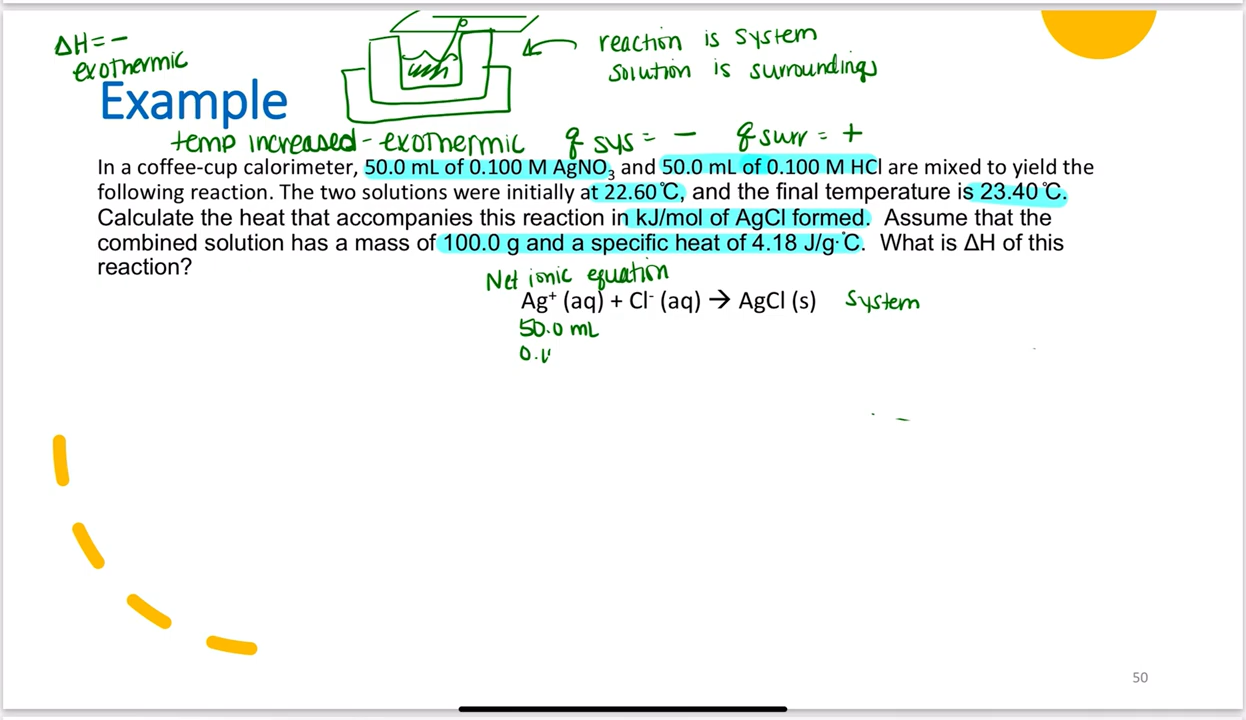 ΔH = -
exothermic
reaction is system
solution is surroundings
Example
temp increased - exothermic q sys = - q surr = +
In a coffee-cup calorimeter, 50.0 mL of 0.100 M AgNO₃ and 50.0 mL of 0.100 M HCl are mixed to yield the
following reaction. The two solutions were initially at 22.60℃, and the final temperature is 23.40℃.
Calculate the heat that accompanies this reaction in kJ/mol of AgCl formed. Assume that the
combined solution has a mass of 100.0 g and a specific heat of 4.18 J/g·℃. What is ΔH of this
reaction?
Net ionic equation
Ag⁺ (aq) + Cl⁻ (aq) → AgCl (s) System
50.0 mL
50